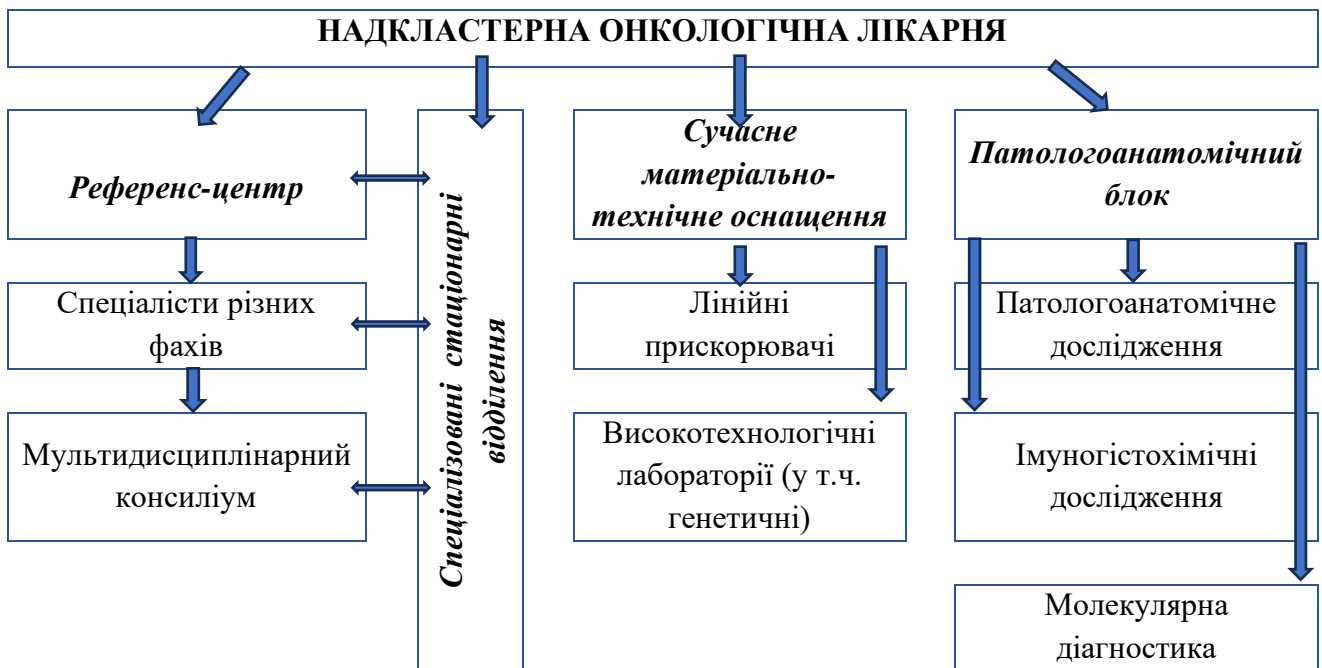 НАДКЛАСТЕРНА ОНКОЛОГІЧНА ЛІКАРНЯ
Референс-центр
Спеціалісти різних
фахів
Мультидисциплінарний
консиліум
Спеціалізовані стаціонарні
відділення
Сучасне
матеріально-
технічне оснащення
Лінійні
прискорювачі
Високотехнологічні
лабораторії (у т.ч.
генетичні)
Патологоанатомічний
блок
Патологоанатомічне
дослідження
Імуногістохімічні
дослідження
Молекулярна
діагностика